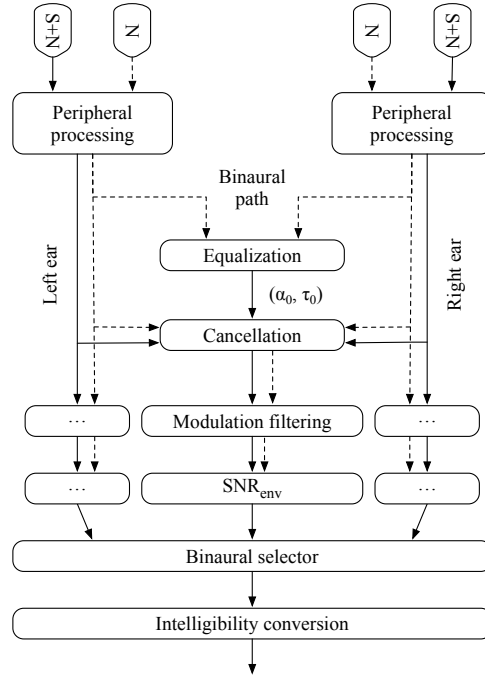 S+N
N
N
S+N
Peripheral
processing
Peripheral
processing
Binaural
path
Left ear
Right ear
Equalization
(α₀, τ₀)
Cancellation
...
Modulation filtering
...
...
SNRenv
...
Binaural selector
Intelligibility conversion